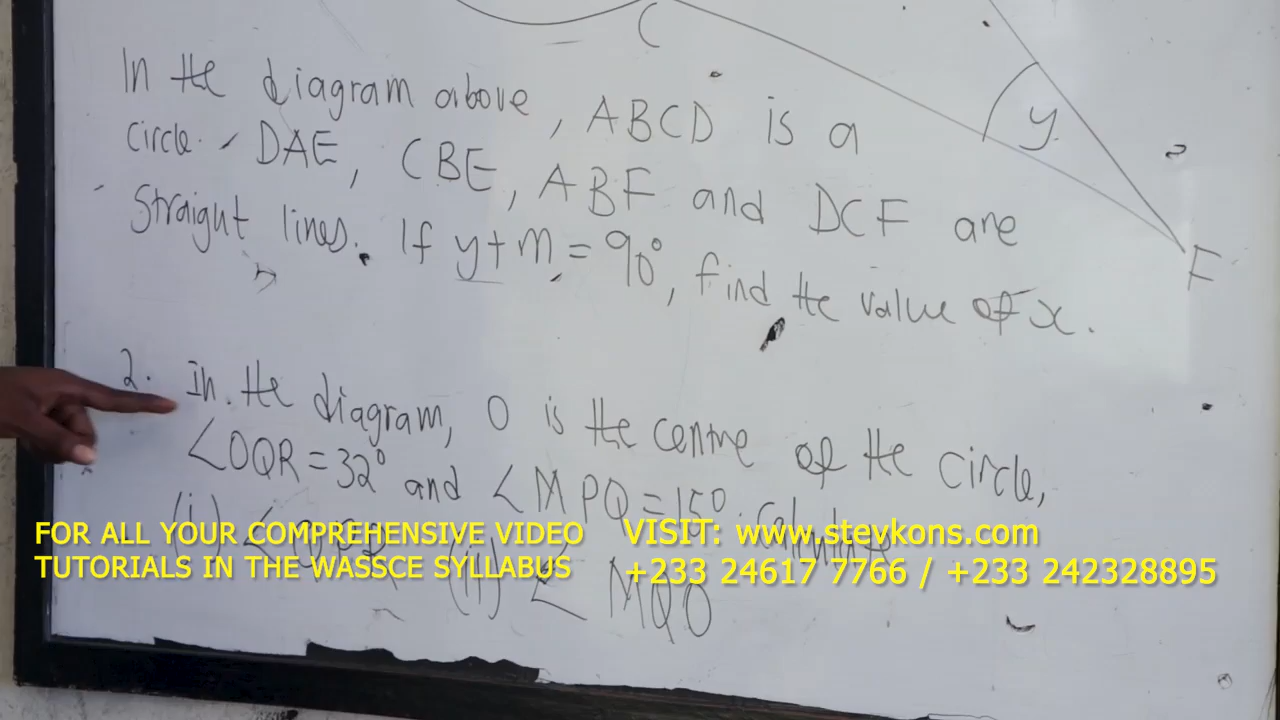 C
y
F
In the diagram above, ABCD is a
circle. DAE, CBE, ABF and DCF are
straight lines. If y+m = 90°, find the value of x.
2. In the diagram, O is the centre of the circle,
<OQR = 32° and <MPQ = 15°. calculate
(i) < (ii) < MQO
FOR ALL YOUR COMPREHENSIVE VIDEO
TUTORIALS IN THE WASSCE SYLLABUS
VISIT: www.stevkons.com
+233 24617 7766 / +233 242328895